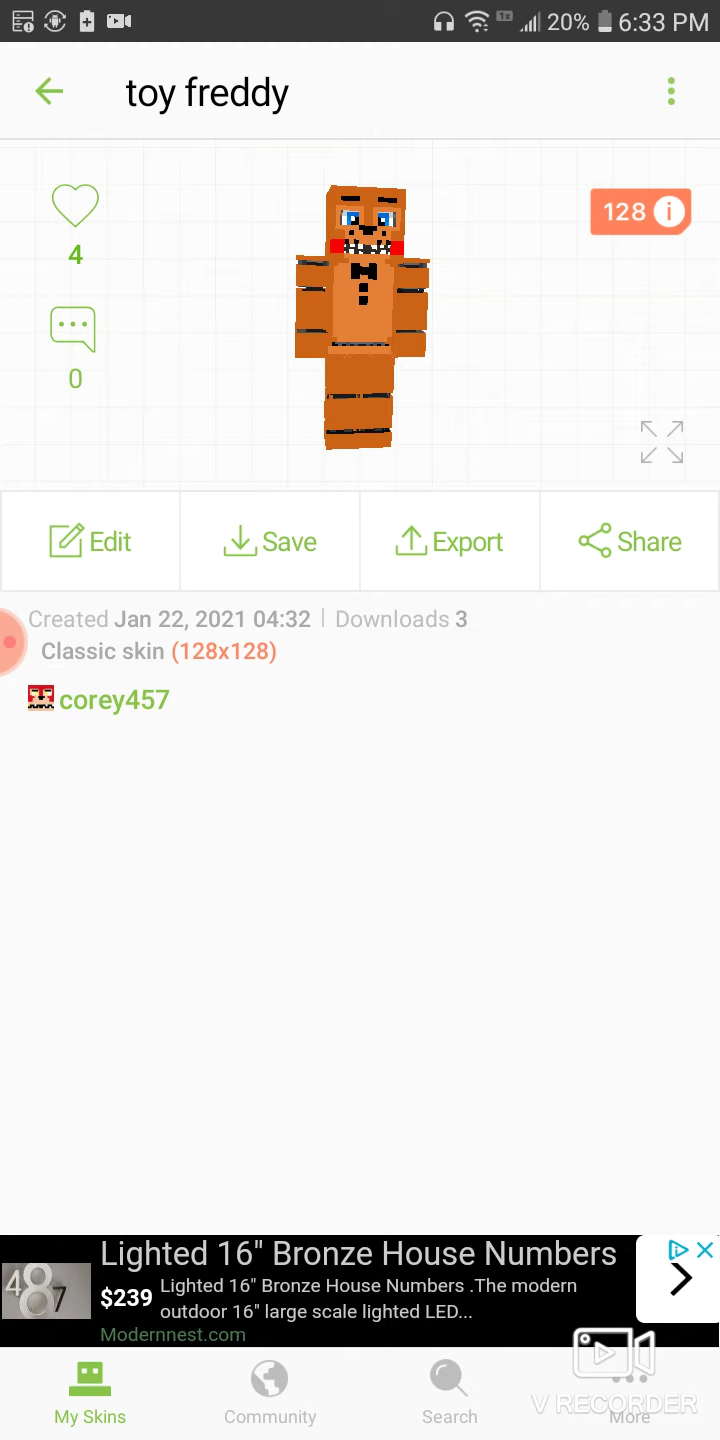 1x 20% 6:33 PM
toy freddy
128 i
4
0
Edit Save Export Share
Created Jan 22, 2021 04:32 | Downloads 3
Classic skin (128x128)
corey457
Lighted 16" Bronze House Numbers
487
$239
Lighted 16" Bronze House Numbers .The modern
outdoor 16" large scale lighted LED...
Modernnest.com
V RECORDER
My Skins Community Search More